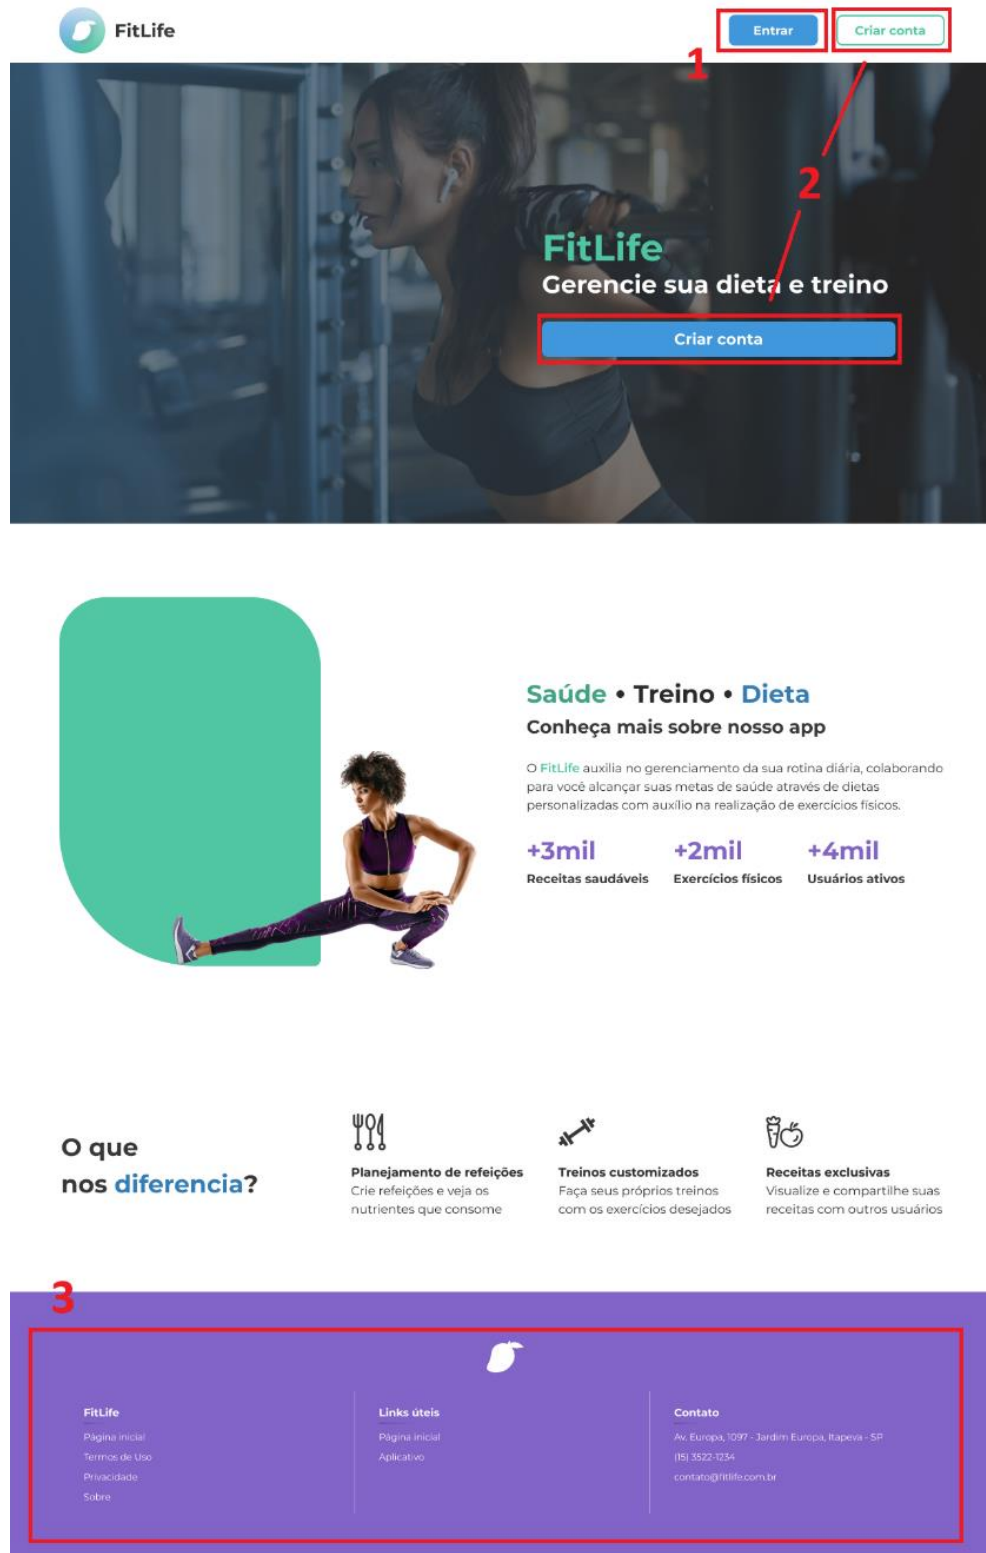 FitLife
Entrar
Criar conta
1
2
FitLife
Gerencie sua dieta e treino
Criar conta
Saúde • Treino • Dieta
Conheça mais sobre nosso app
O FitLife auxilia no gerenciamento da sua rotina diária, colaborando
para você alcançar suas metas de saúde através de dietas
personalizadas com auxílio na realização de exercícios físicos.
+3mil
Receitas saudáveis
+2mil
Exercícios físicos
+4mil
Usuários ativos
O que
nos diferencia?
Planejamento de refeições
Crie refeições e veja os
nutrientes que consome
Treinos customizados
Faça seus próprios treinos
com os exercícios desejados
Receitas exclusivas
Visualize e compartilhe suas
receitas com outros usuários
3
FitLife
Página inicial
Termos de Uso
Privacidade
Sobre
Links úteis
Página inicial
Aplicativo
Contato
Av. Europa, 1097 - Jardim Europa, Itapeva - SP
(15) 3522-1234
contato@fitlife.com.br